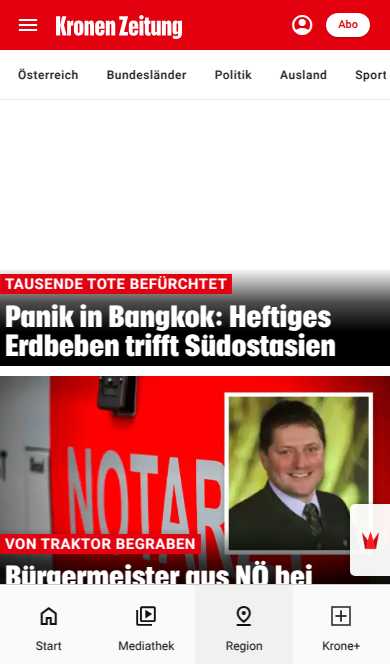 Kronen Zeitung
Abo
Österreich Bundesländer Politik Ausland Sport
TAUSENDE TOTE BEFÜRCHTET
Panik in Bangkok: Heftiges
Erdbeben trifft Südostasien
NOTAR
VON TRAKTOR BEGRABEN
Bürgermeister aus NÖ bei
Start Mediathek Region Krone+